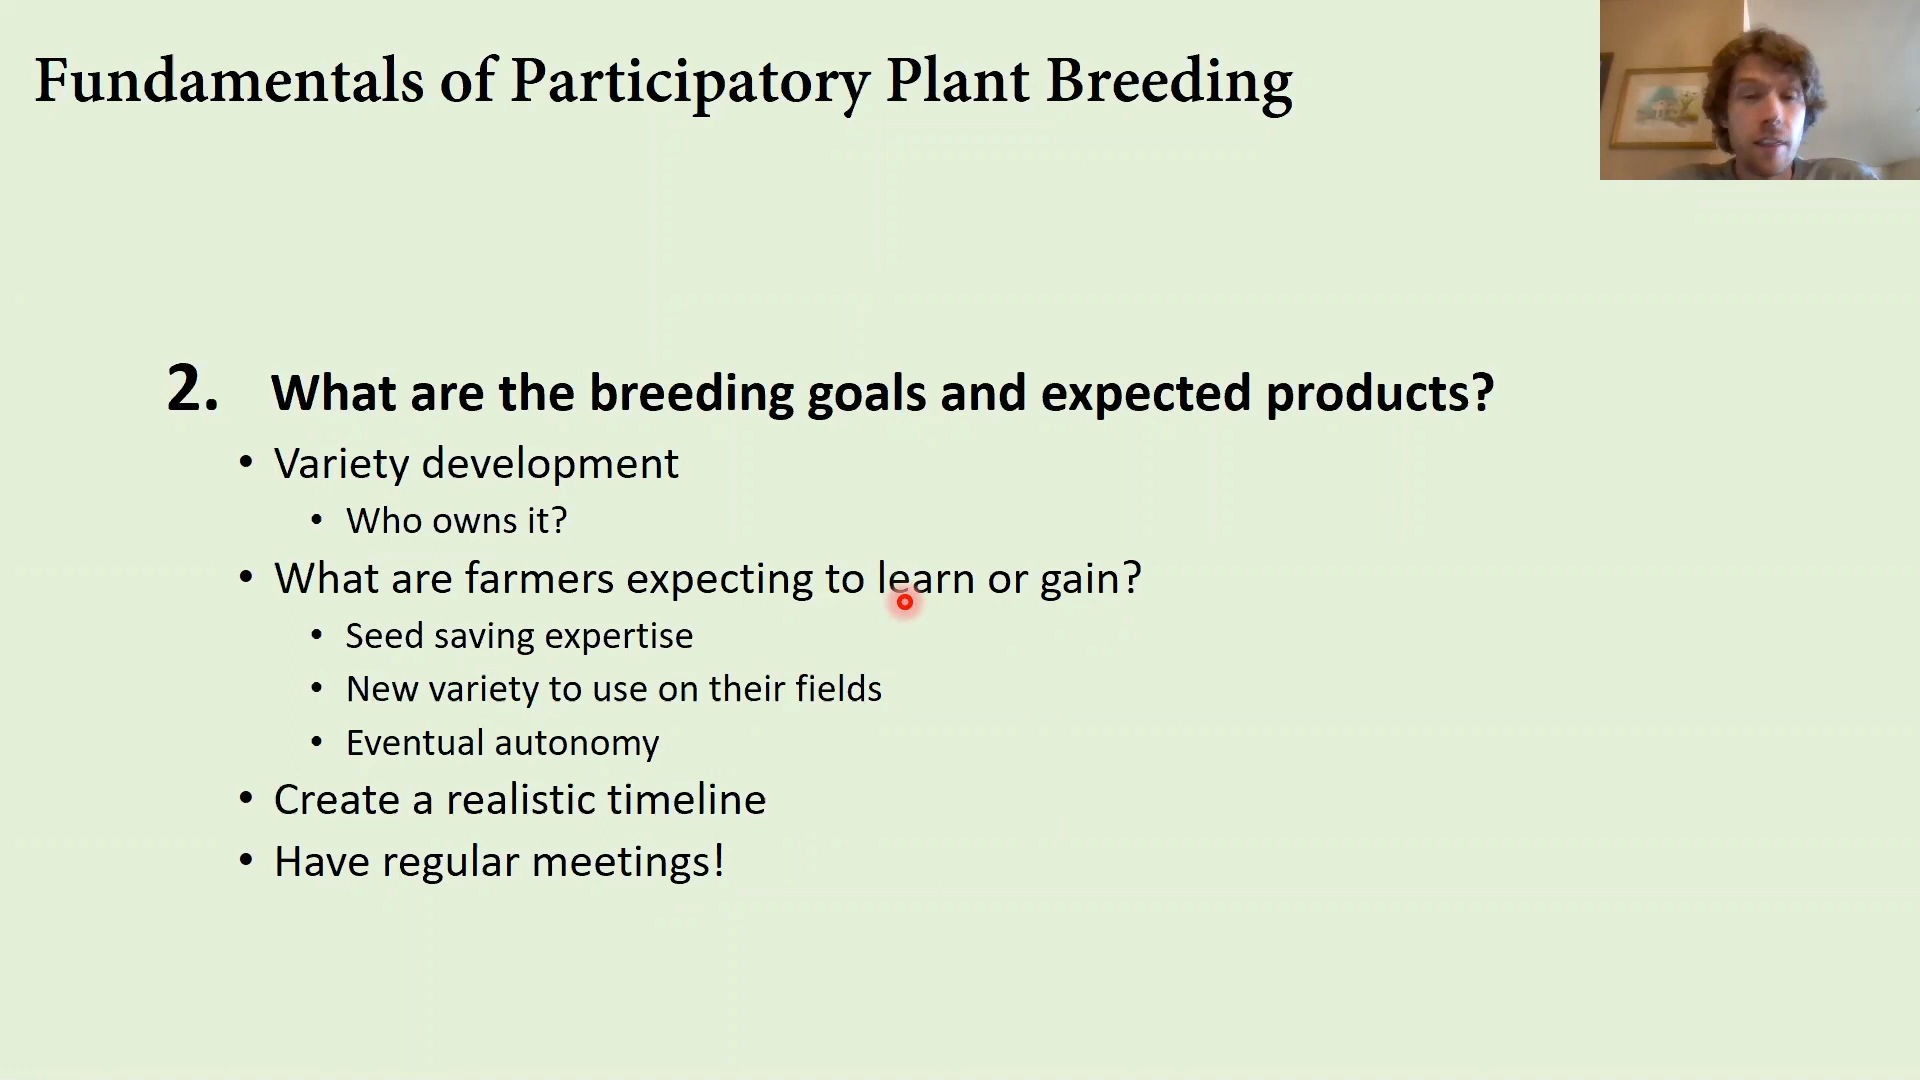 Fundamentals of Participatory Plant Breeding
2. What are the breeding goals and expected products?
• Variety development
• Who owns it?
• What are farmers expecting to learn or gain?
• Seed saving expertise
• New variety to use on their fields
• Eventual autonomy
• Create a realistic timeline
• Have regular meetings!